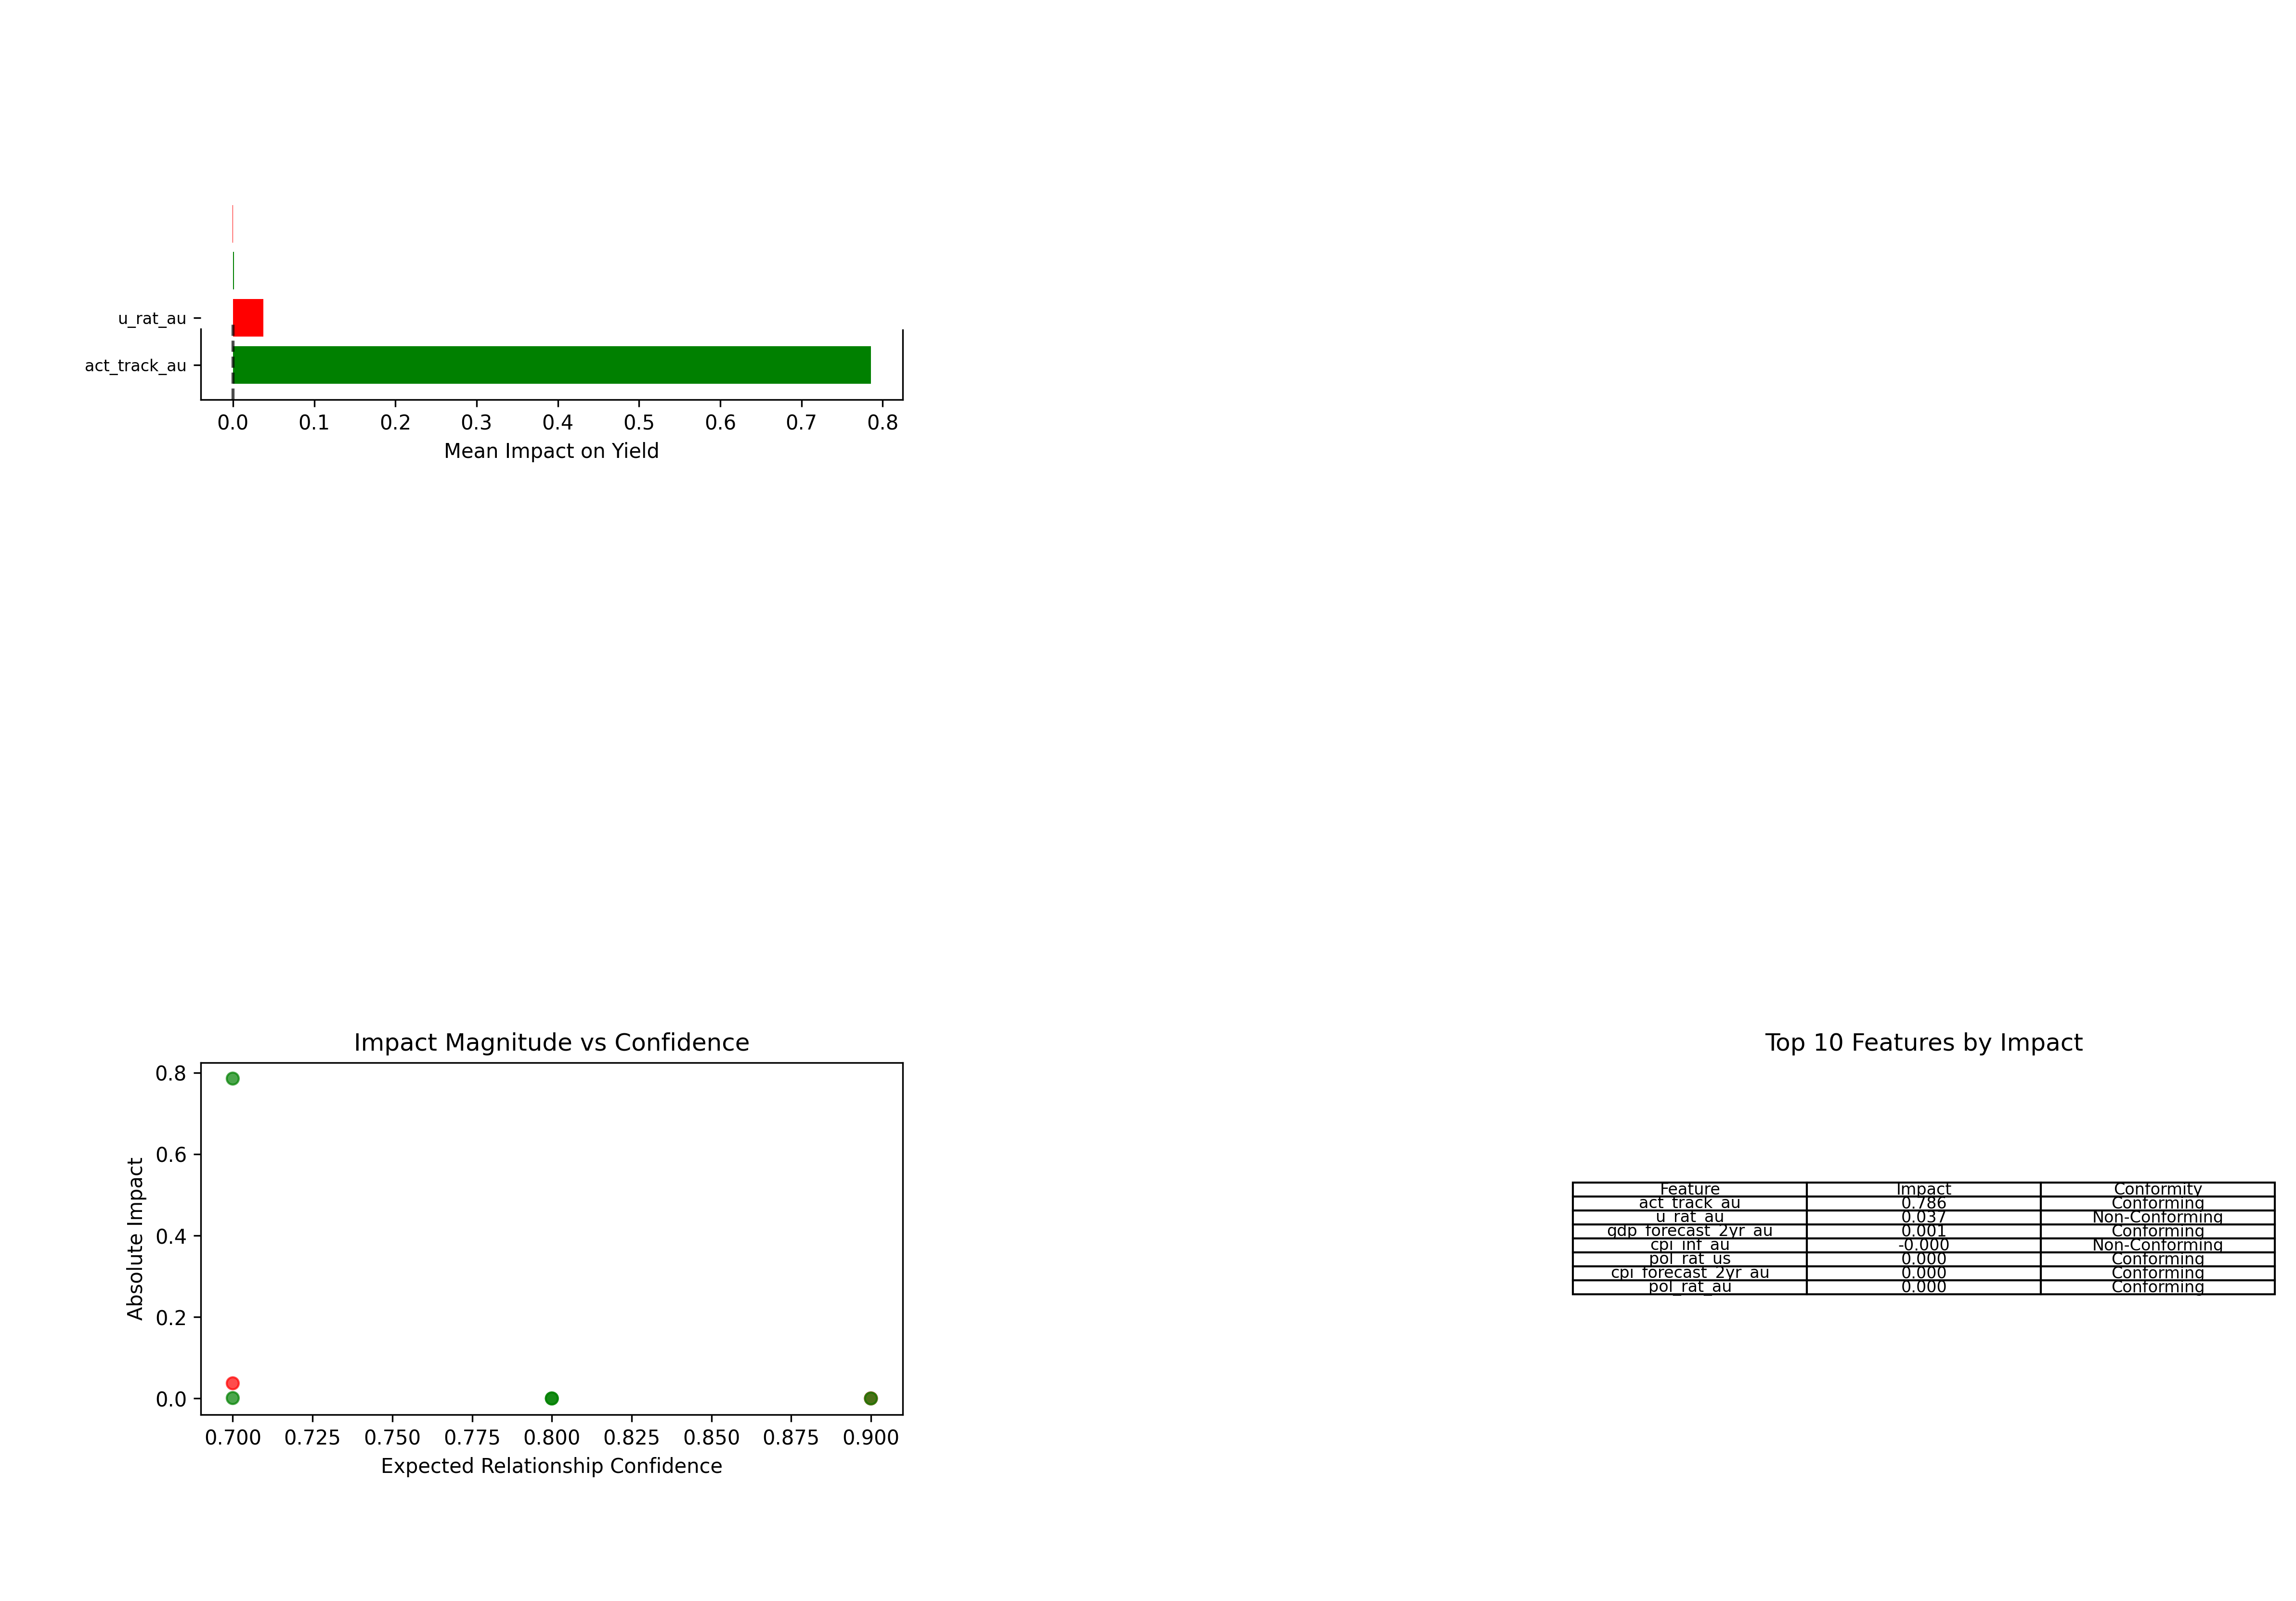 u_rat_au
act_track_au
0.0 0.1 0.2 0.3 0.4 0.5 0.6 0.7 0.8
Mean Impact on Yield
Impact Magnitude vs Confidence
0.8
0.6
0.4
0.2
0.0
Absolute Impact
0.700 0.725 0.750 0.775 0.800 0.825 0.850 0.875 0.900
Expected Relationship Confidence
Top 10 Features by Impact
Feature Impact Conformity
act_track_au 0.786 Conforming
u_rat_au 0.037 Non-Conforming
gdp_forecast_2yr_au 0.001 Conforming
cpi_inf_au -0.000 Non-Conforming
pol_rat_us 0.000 Conforming
cpi_forecast_2yr_au 0.000 Conforming
pol_rat_au 0.000 Conforming